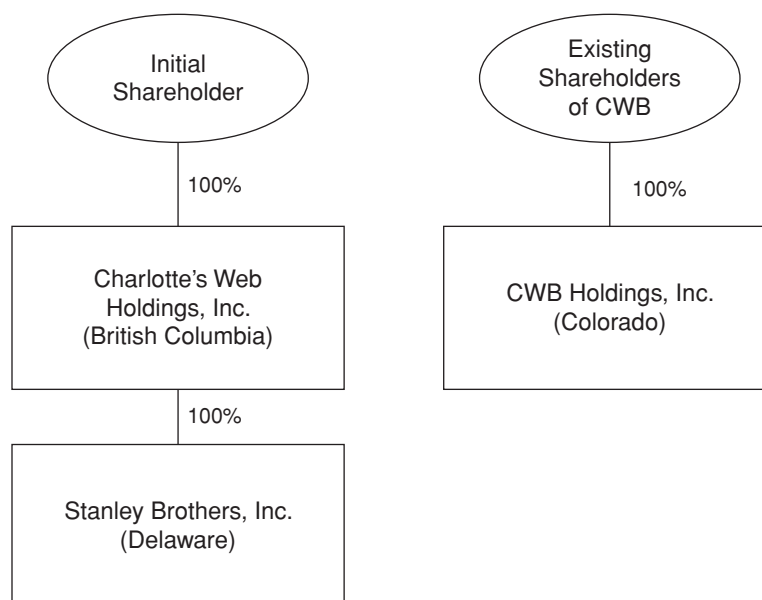 Initial
Shareholder
100%
Charlotte’s Web
Holdings, Inc.
(British Columbia)
100%
Stanley Brothers, Inc.
(Delaware)
Existing
Shareholders
of CWB
100%
CWB Holdings, Inc.
(Colorado)